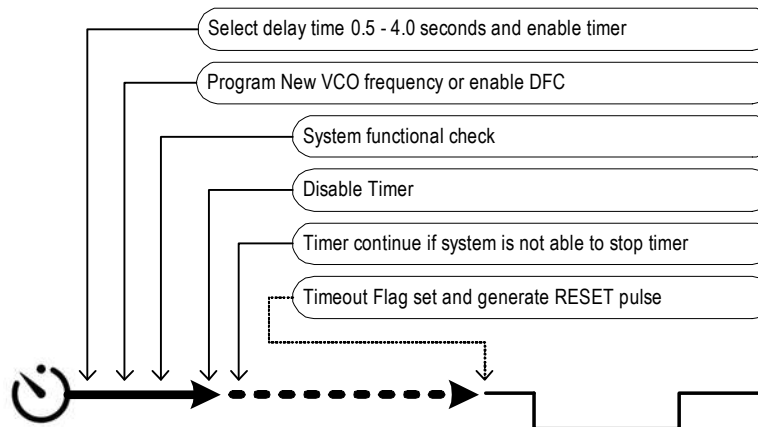 Select delay time 0.5 - 4.0 seconds and enable timer
Program New VCO frequency or enable DFC
System functional check
Disable Timer
Timer continue if system is not able to stop timer
Timeout Flag set and generate RESET pulse